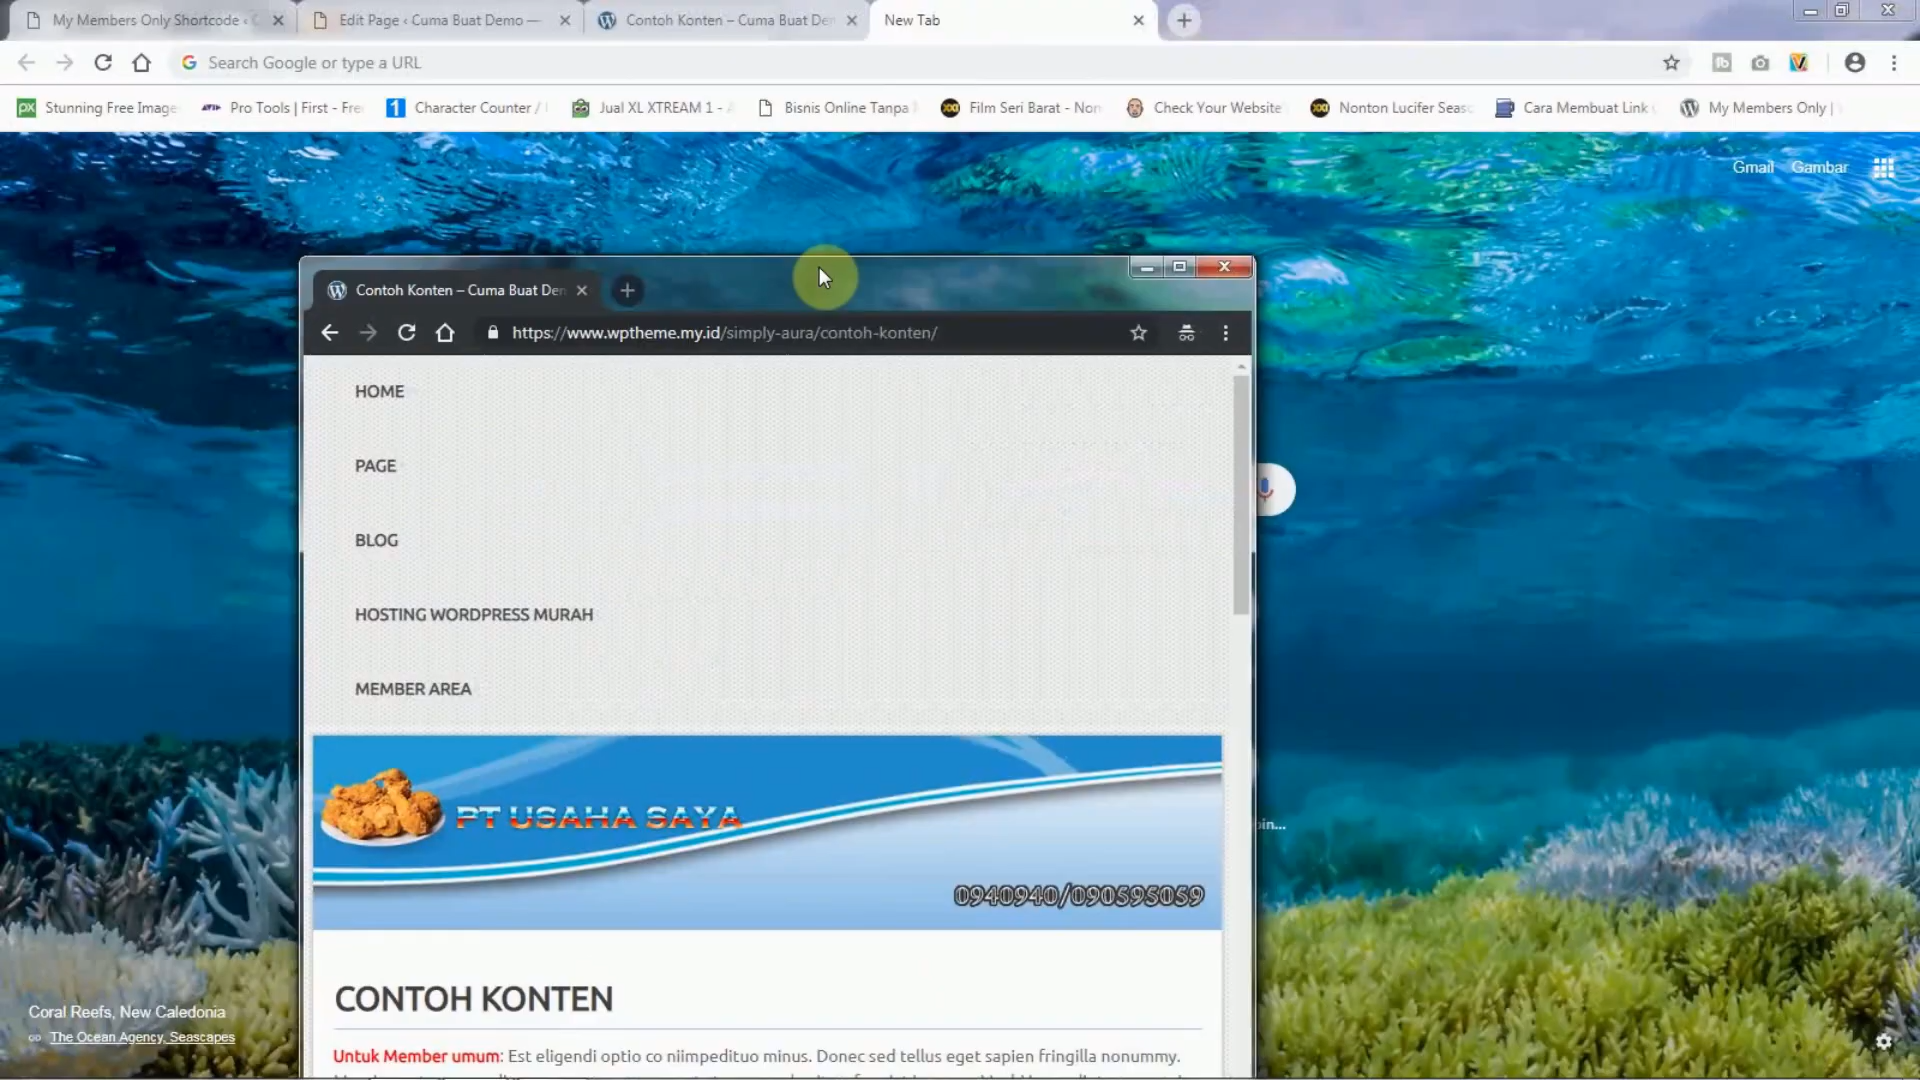 My Members Only Shortcode ‹
Edit Page ‹ Cuma Buat Demo —
Contoh Konten – Cuma Buat De
New Tab
Search Google or type a URL
Stunning Free Image
Pro Tools | First - Fre
Character Counter /
Jual XL XTREAM 1 -
Bisnis Online Tanpa
Film Seri Barat - Non
Check Your Website
Nonton Lucifer Seas
Cara Membuat Link
My Members Only |
Gmail Gambar
Contoh Konten – Cuma Buat De
https://www.wptheme.my.id/simply-aura/contoh-konten/
HOME
PAGE
BLOG
HOSTING WORDPRESS MURAH
MEMBER AREA
PT USAHA SAYA
0940940/090595059
in...
CONTOH KONTEN
Untuk Member umum: Est eligendi optio co niimpedituo minus. Donec sed tellus eget sapien fringilla nonummy.
Coral Reefs, New Caledonia
The Ocean Agency, Seascapes